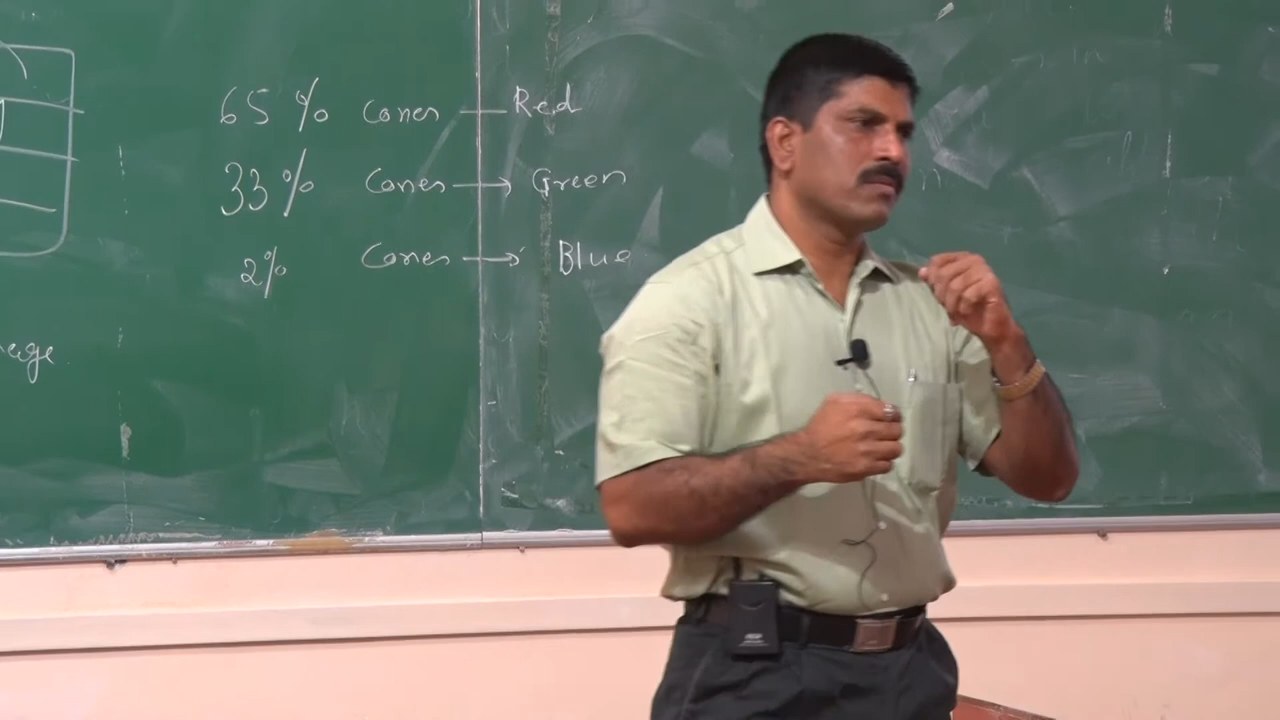 65% Cones — Red
33% Cones → Green
2% Cones → Blue